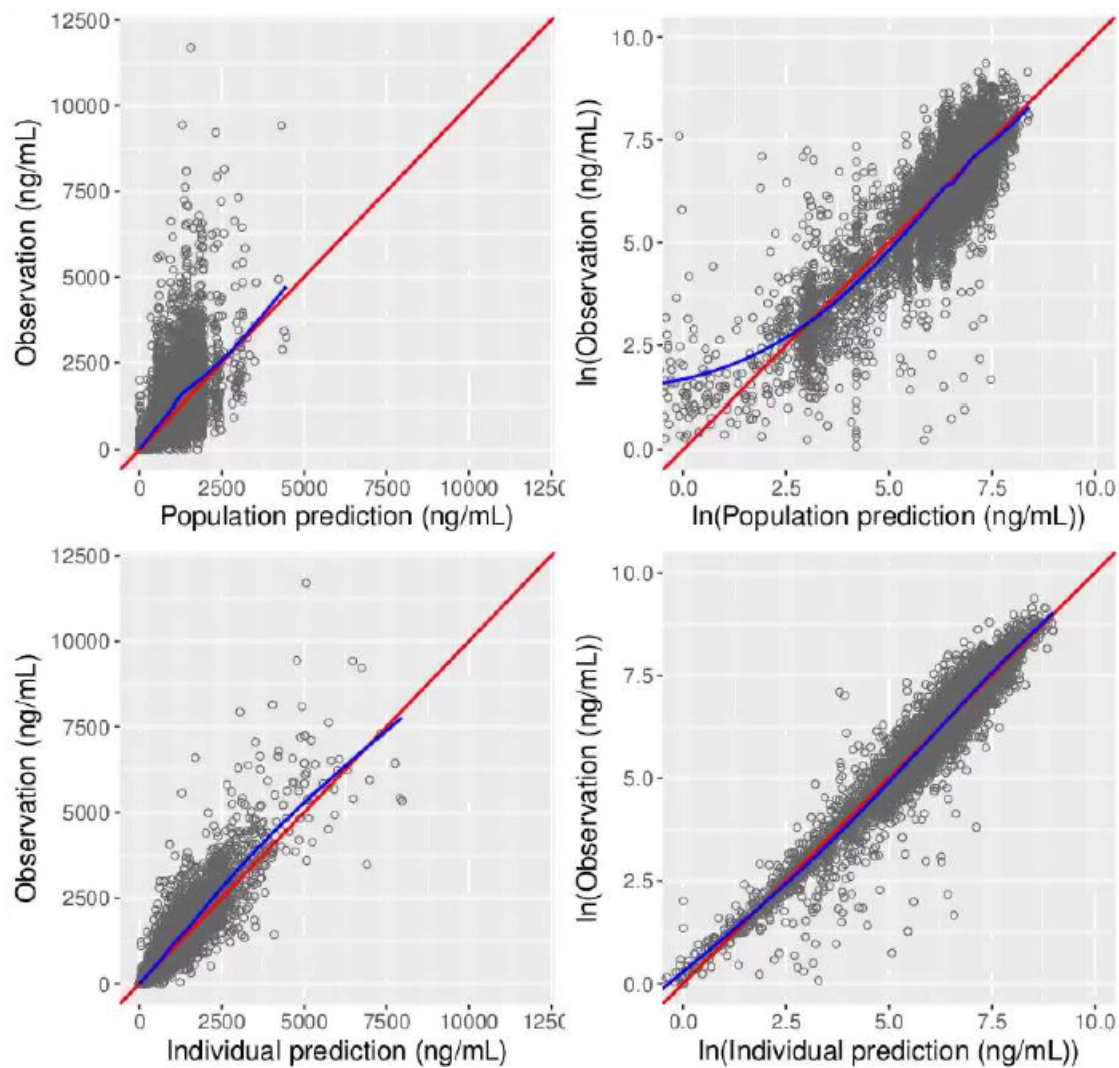 12500
10000
7500
5000
2500
0
Observation (ng/mL)
0 2500 5000 7500 10000 1250
Population prediction (ng/mL)
10.0
7.5
5.0
2.5
0.0
ln(Observation (ng/mL))
0.0 2.5 5.0 7.5 10.0
ln(Population prediction (ng/mL))
12500
10000
7500
5000
2500
0
Observation (ng/mL)
0 2500 5000 7500 10000 1250
Individual prediction (ng/mL)
10.0
7.5
5.0
2.5
0.0
ln(Observation (ng/mL))
0.0 2.5 5.0 7.5 10.0
ln(Individual prediction (ng/mL))